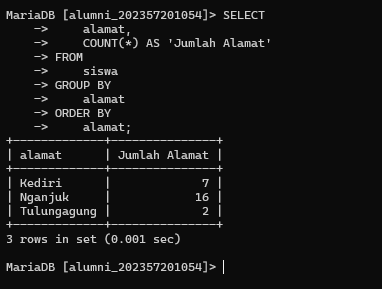 MariaDB [alumni_202357201054]> SELECT
    ->     alamat,
    ->     COUNT(*) AS 'Jumlah Alamat'
    -> FROM
    ->     siswa
    -> GROUP BY
    ->     alamat
    -> ORDER BY
    ->     alamat;
+-------------+---------------+
| alamat      | Jumlah Alamat |
+-------------+---------------+
| Kediri      |             7 |
| Nganjuk     |            16 |
| Tulungagung |             2 |
+-------------+---------------+
3 rows in set (0.001 sec)
MariaDB [alumni_202357201054]>